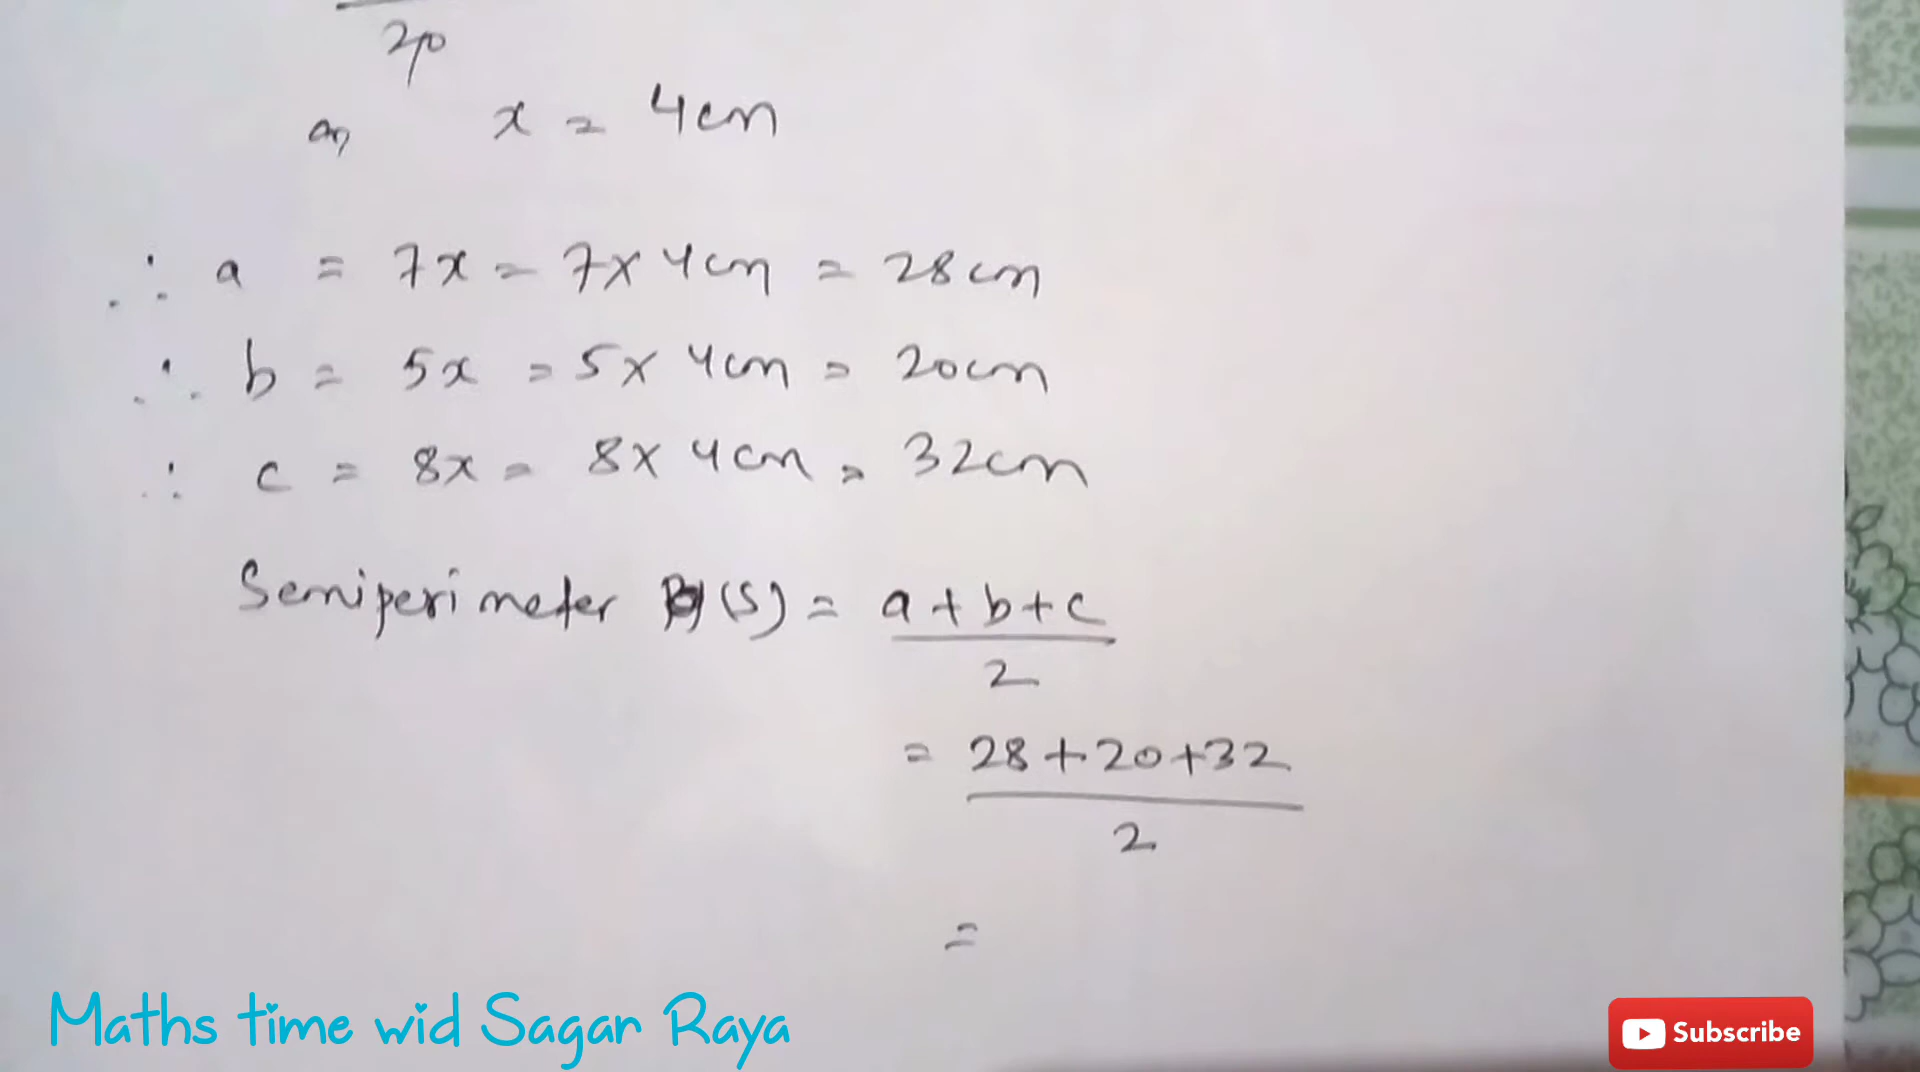 20
or, x = 4cm
∴ a = 7x = 7x 4cm = 28cm
∴ b = 5x = 5x 4cm = 20cm
∴ c = 8x = 8x 4cm = 32cm
Semiperimeter (S) = a+b+c
2
= 28+20+32
2
=
Maths time wid Sagar Raya
Subscribe